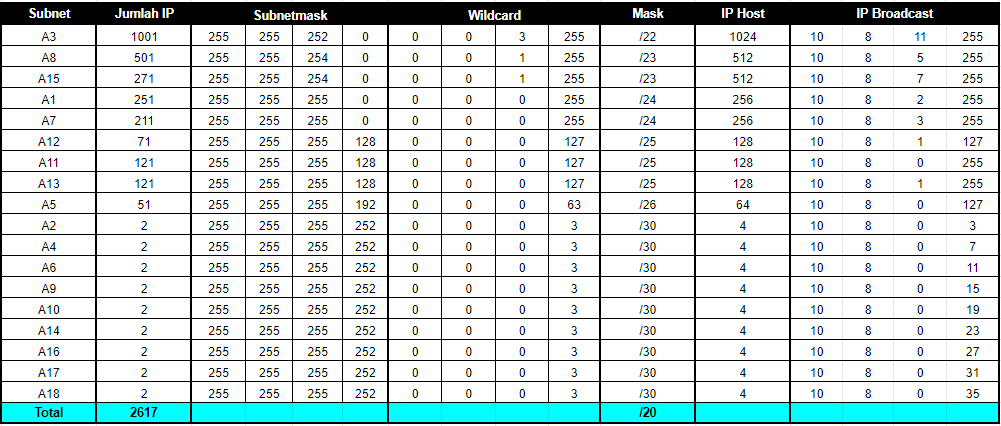 Subnet Jumlah IP Subnetmask Wildcard Mask IP Host IP Broadcast
A3 1001 255 255 252 0 0 0 3 255 /22 1024 10 8 11 255
A8 501 255 255 254 0 0 0 1 255 /23 512 10 8 5 255
A15 271 255 255 254 0 0 0 1 255 /23 512 10 8 7 255
A1 251 255 255 255 0 0 0 0 255 /24 256 10 8 2 255
A7 211 255 255 255 0 0 0 0 255 /24 256 10 8 3 255
A12 71 255 255 255 128 0 0 0 127 /25 128 10 8 1 127
A11 121 255 255 255 128 0 0 0 127 /25 128 10 8 0 255
A13 121 255 255 255 128 0 0 0 127 /25 128 10 8 1 255
A5 51 255 255 255 192 0 0 0 63 /26 64 10 8 0 127
A2 2 255 255 255 252 0 0 0 3 /30 4 10 8 0 3
A4 2 255 255 255 252 0 0 0 3 /30 4 10 8 0 7
A6 2 255 255 255 252 0 0 0 3 /30 4 10 8 0 11
A9 2 255 255 255 252 0 0 0 3 /30 4 10 8 0 15
A10 2 255 255 255 252 0 0 0 3 /30 4 10 8 0 19
A14 2 255 255 255 252 0 0 0 3 /30 4 10 8 0 23
A16 2 255 255 255 252 0 0 0 3 /30 4 10 8 0 27
A17 2 255 255 255 252 0 0 0 3 /30 4 10 8 0 31
A18 2 255 255 255 252 0 0 0 3 /30 4 10 8 0 35
Total 2617 /20